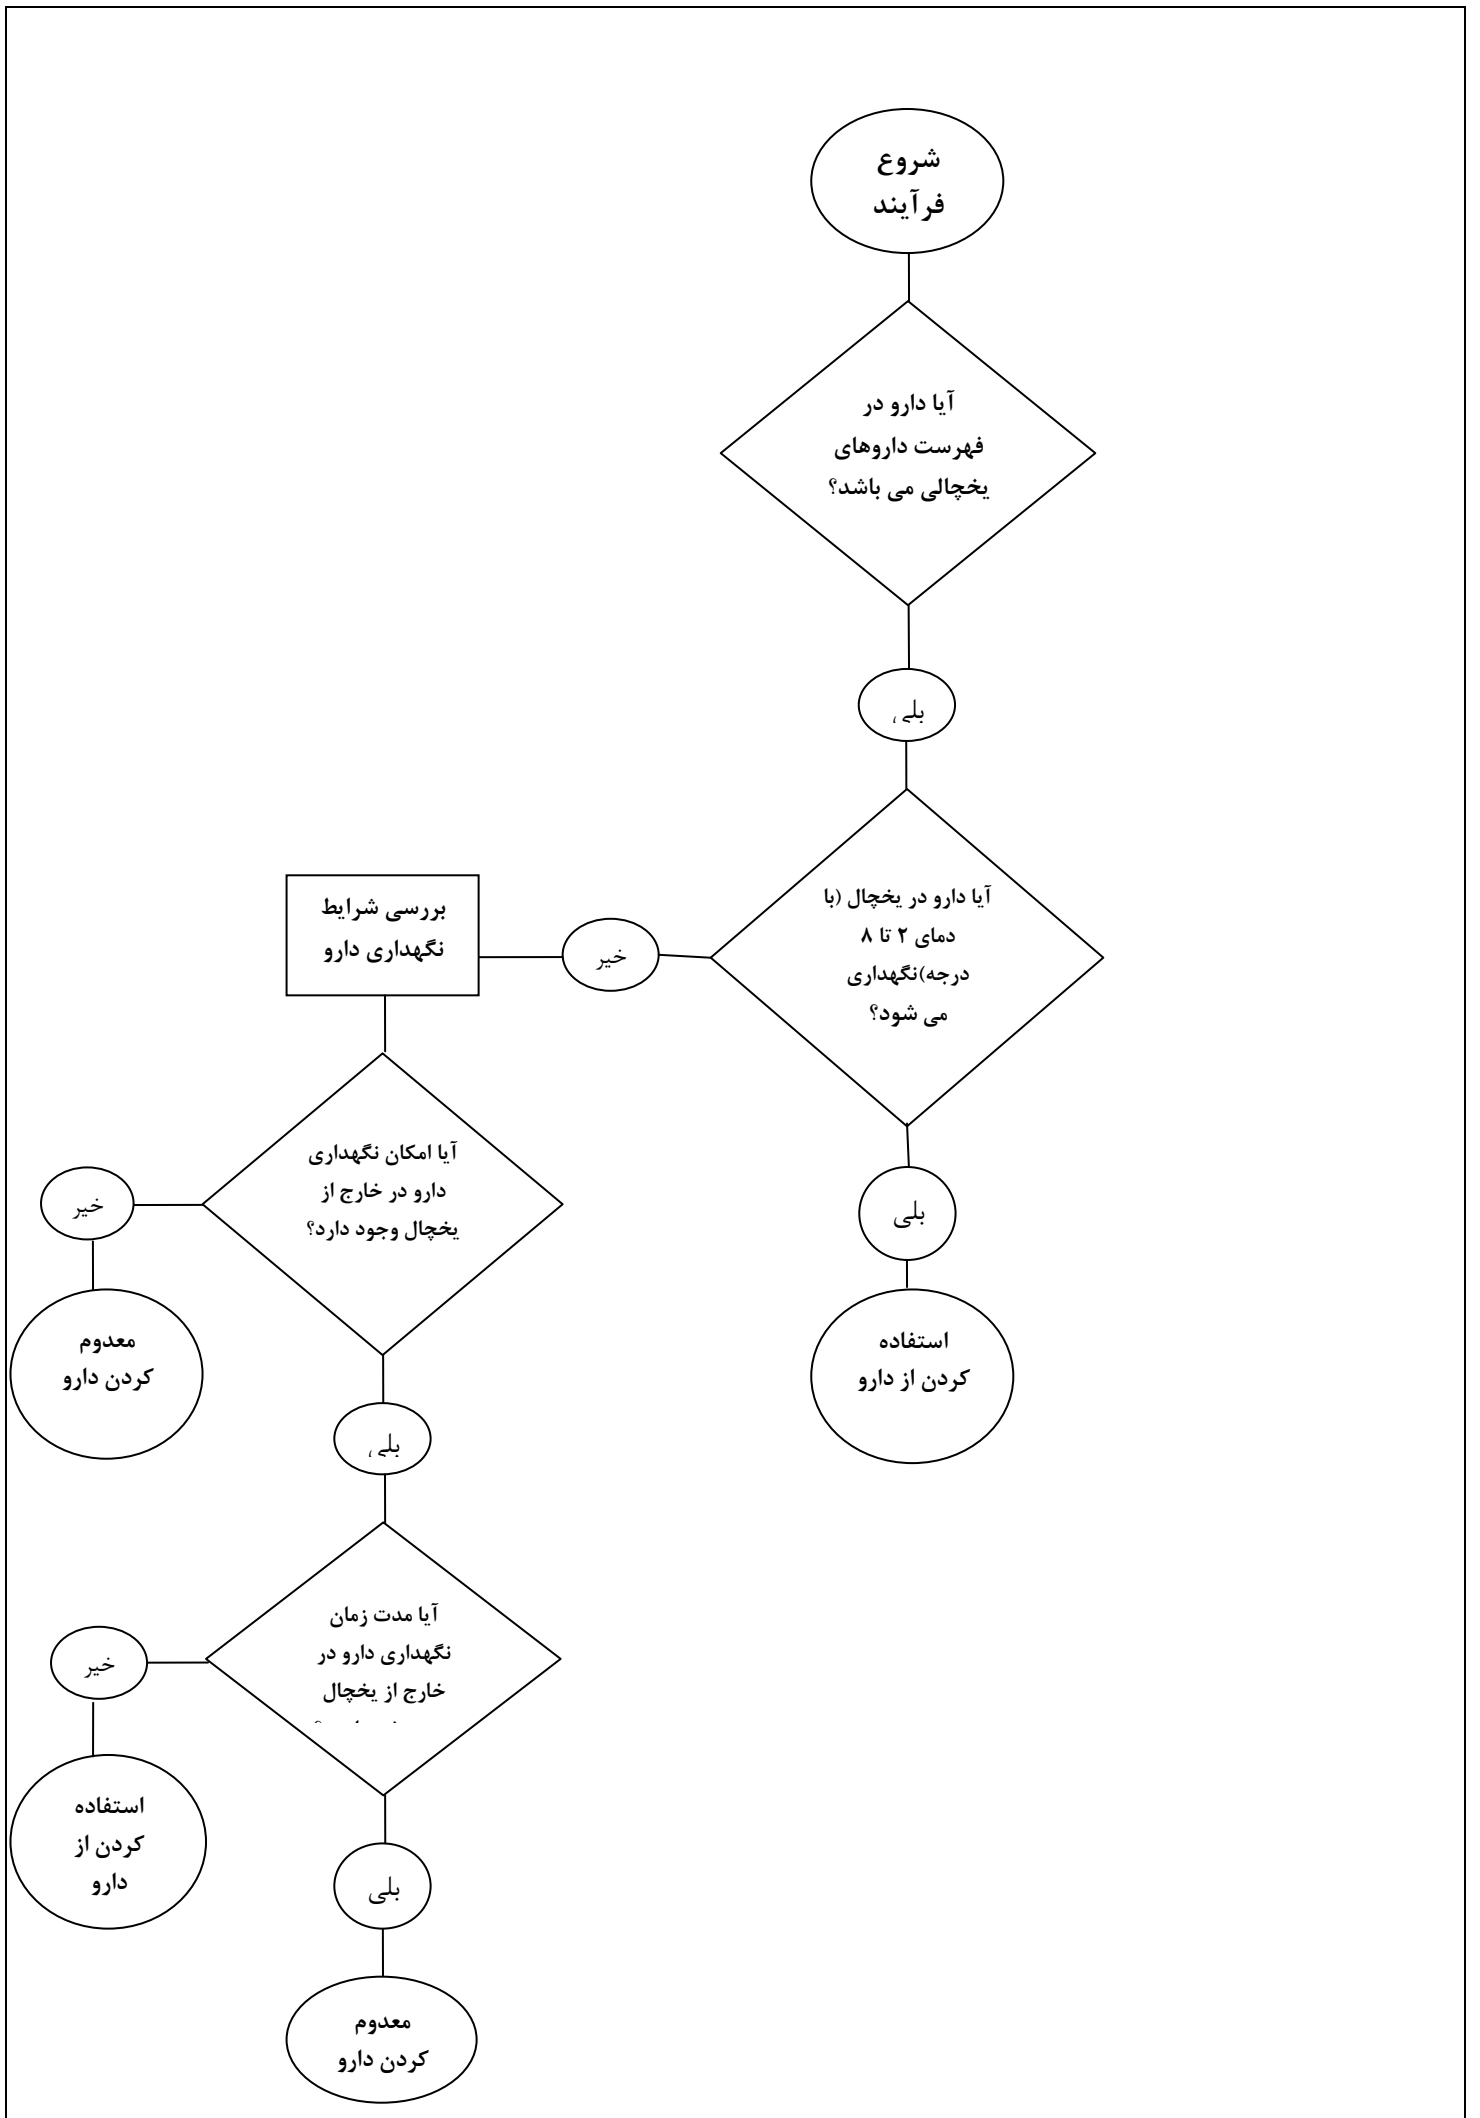 شروع
فرآیند
آیا دارو در
فهرست داروهای
یخچالی می باشد؟
بلی
آیا دارو در یخچال (با
دمای ۲ تا ۸
درجه)نگهداری
می شود؟
خیر
بررسی شرایط
نگهداری دارو
آیا امکان نگهداری
دارو در خارج از
یخچال وجود دارد؟
خیر
معدوم
کردن دارو
بلی
استفاده
کردن از دارو
بلی
آیا مدت زمان
نگهداری دارو در
خارج از یخچال
خیر
استفاده
کردن از
دارو
بلی
معدوم
کردن دارو